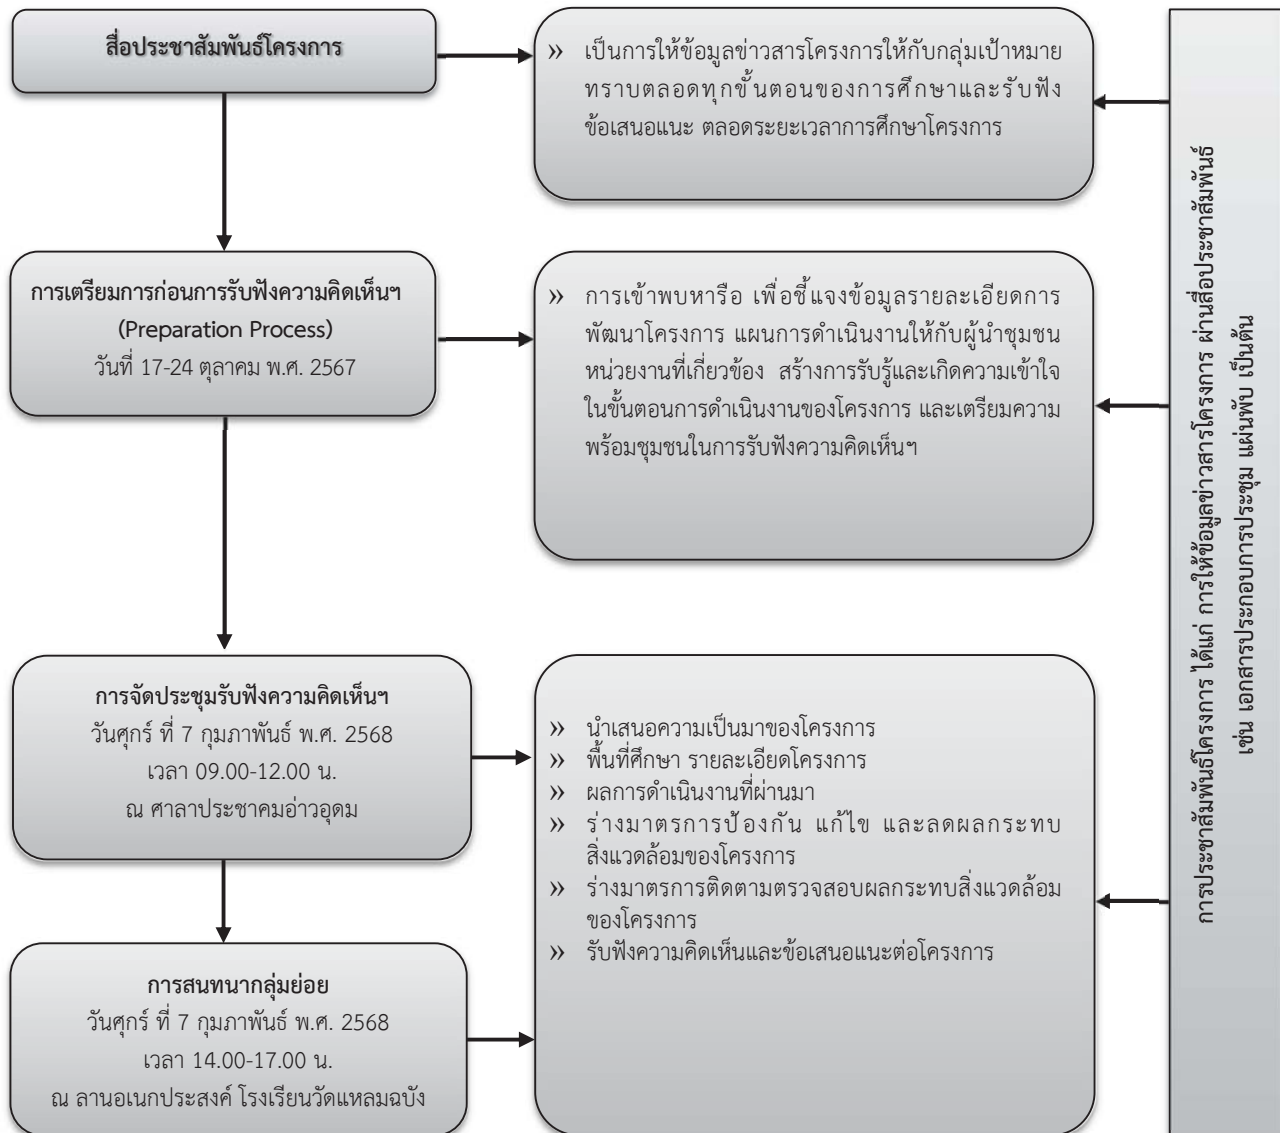 สื่อประชาสัมพันธ์โครงการ
» เป็นการให้ข้อมูลข่าวสารโครงการให้กับกลุ่มเป้าหมาย
ทราบตลอดทุกขั้นตอนของการศึกษาและรับฟัง
ข้อเสนอแนะ ตลอดระยะเวลาการศึกษาโครงการ
การเตรียมการก่อนการรับฟังความคิดเห็นฯ
(Preparation Process)
วันที่ 17-24 ตุลาคม พ.ศ. 2567
» การเข้าพบหารือ เพื่อชี้แจงข้อมูลรายละเอียดการ
พัฒนาโครงการ แผนการดำเนินงานให้กับผู้นำชุมชน
หน่วยงานที่เกี่ยวข้อง สร้างการรับรู้และเกิดความเข้าใจ
ในขั้นตอนการดำเนินงานของโครงการ และเตรียมความ
พร้อมชุมชนในการรับฟังความคิดเห็นฯ
การจัดประชุมรับฟังความคิดเห็นฯ
วันศุกร์ ที่ 7 กุมภาพันธ์ พ.ศ. 2568
เวลา 09.00-12.00 น.
ณ ศาลาประชาคมอ่าวอุดม
การสนทนากลุ่มย่อย
วันศุกร์ ที่ 7 กุมภาพันธ์ พ.ศ. 2568
เวลา 14.00-17.00 น.
ณ ลานอเนกประสงค์ โรงเรียนวัดแหลมฉบัง
» นำเสนอความเป็นมาของโครงการ
» พื้นที่ศึกษา รายละเอียดโครงการ
» ผลการดำเนินงานที่ผ่านมา
» ร่างมาตรการป้องกัน แก้ไข และลดผลกระทบ
สิ่งแวดล้อมของโครงการ
» ร่างมาตรการติดตามตรวจสอบผลกระทบสิ่งแวดล้อม
ของโครงการ
» รับฟังความคิดเห็นและข้อเสนอแนะต่อโครงการ
การประชาสัมพันธ์โครงการ ได้แก่ การให้ข้อมูลข่าวสารโครงการ ผ่านสื่อประชาสัมพันธ์
เช่น เอกสารประกอบการประชุม แผ่นพับ เป็นต้น